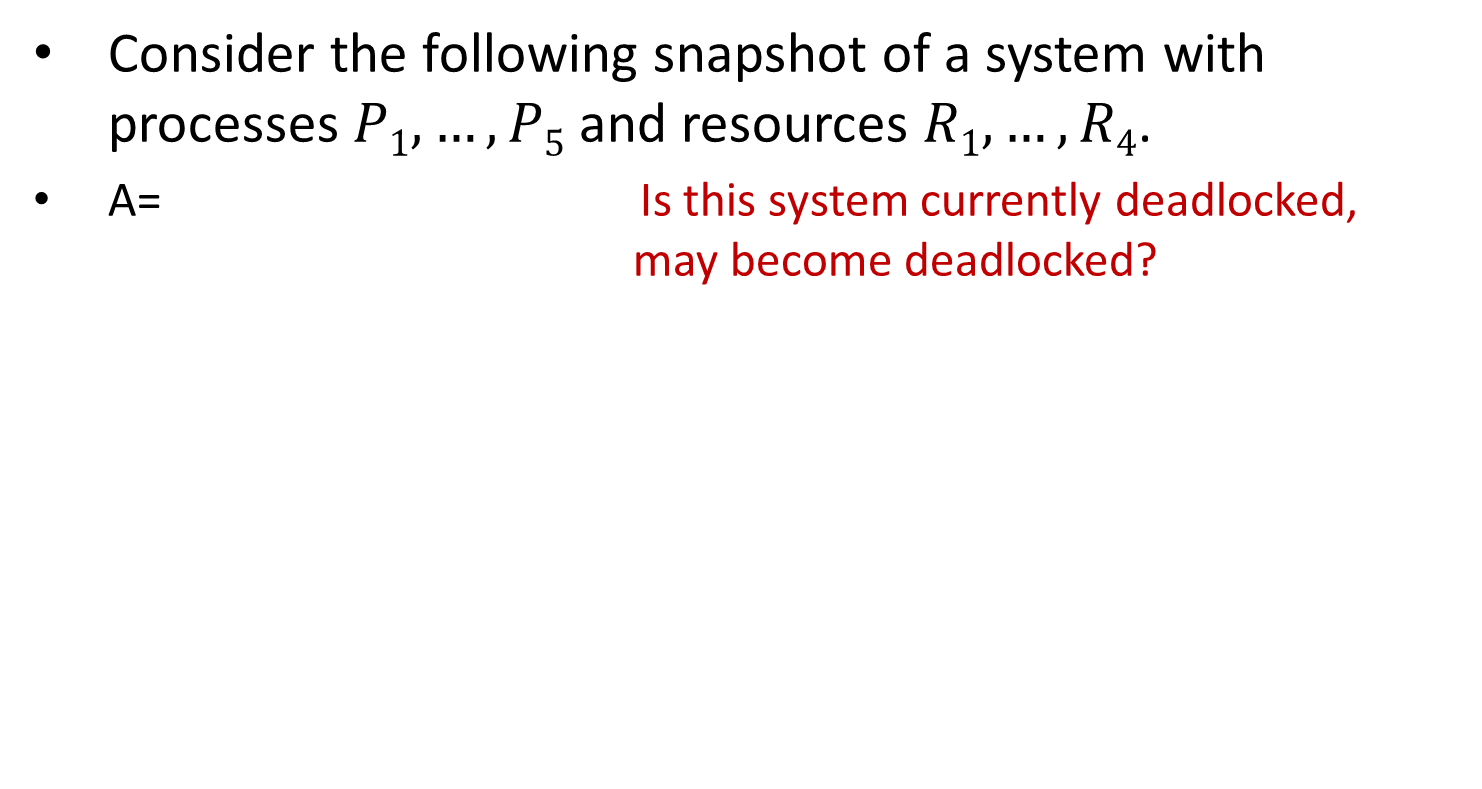 • Consider the following snapshot of a system with
processes P₁, … , P₅ and resources R₁, … , R₄.
• A= Is this system currently deadlocked,
may become deadlocked?